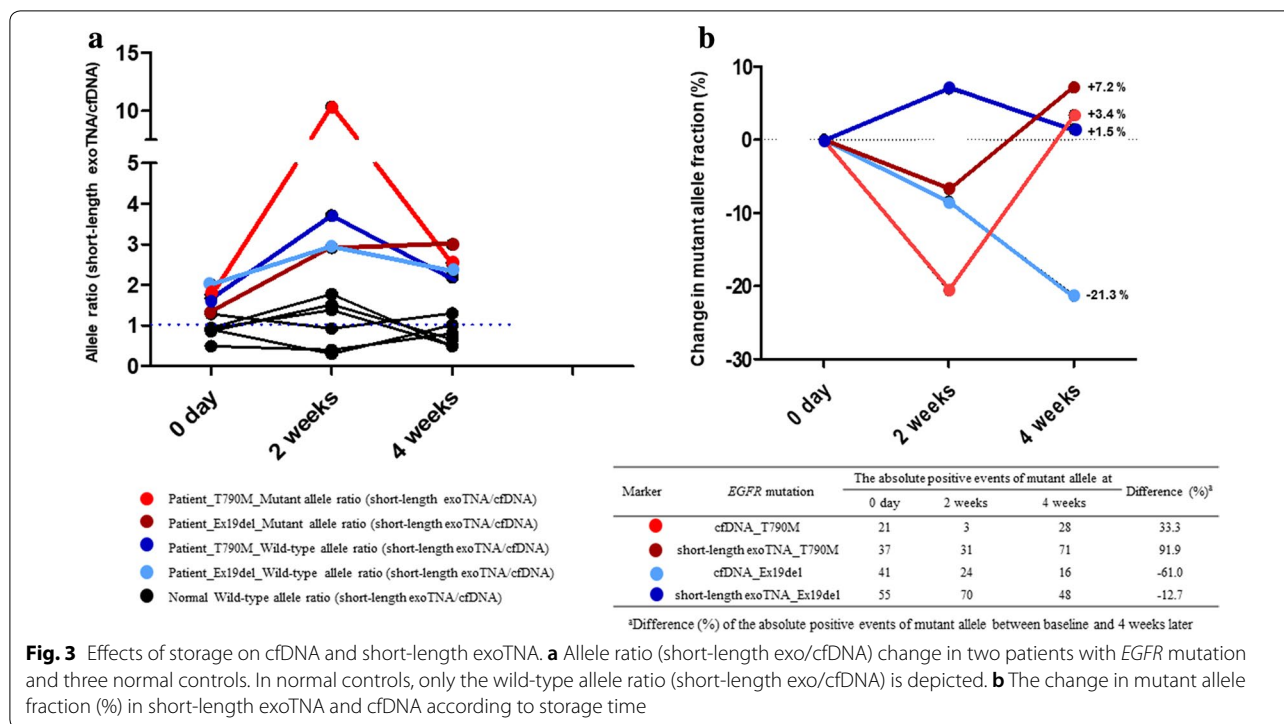 a
15
10
5
4
3
2
1
0
Allele ratio (short-length exoTNA/cfDNA)
0 day
2 weeks
4 weeks
Patient_T790M_Mutant allele ratio (short-length exoTNA/cfDNA)
Patient_Ex19del_Mutant allele ratio (short-length exoTNA/cfDNA)
Patient_T790M_Wild-type allele ratio (short-length exoTNA/cfDNA)
Patient_Ex19del_Wild-type allele ratio (short-length exoTNA/cfDNA)
Normal Wild-type allele ratio (short-length exoTNA/cfDNA)
b
10
0
-10
-20
-30
Change in mutant allele fraction (%)
+7.2 %
+3.4 %
+1.5 %
-21.3 %
0 day
2 weeks
4 weeks
Marker EGFR mutation The absolute positive events of mutant allele at Difference (%)a
0 day 2 weeks 4 weeks
cfDNA_T790M 21 3 28 33.3
short-length exoTNA_T790M 37 31 71 91.9
cfDNA_Ex19del 41 24 16 -61.0
short-length exoTNA_Ex19del 55 70 48 -12.7
aDifference (%) of the absolute positive events of mutant allele between baseline and 4 weeks later
Fig. 3 Effects of storage on cfDNA and short-length exoTNA. a Allele ratio (short-length exo/cfDNA) change in two patients with EGFR mutation
and three normal controls. In normal controls, only the wild-type allele ratio (short-length exo/cfDNA) is depicted. b The change in mutant allele
fraction (%) in short-length exoTNA and cfDNA according to storage time